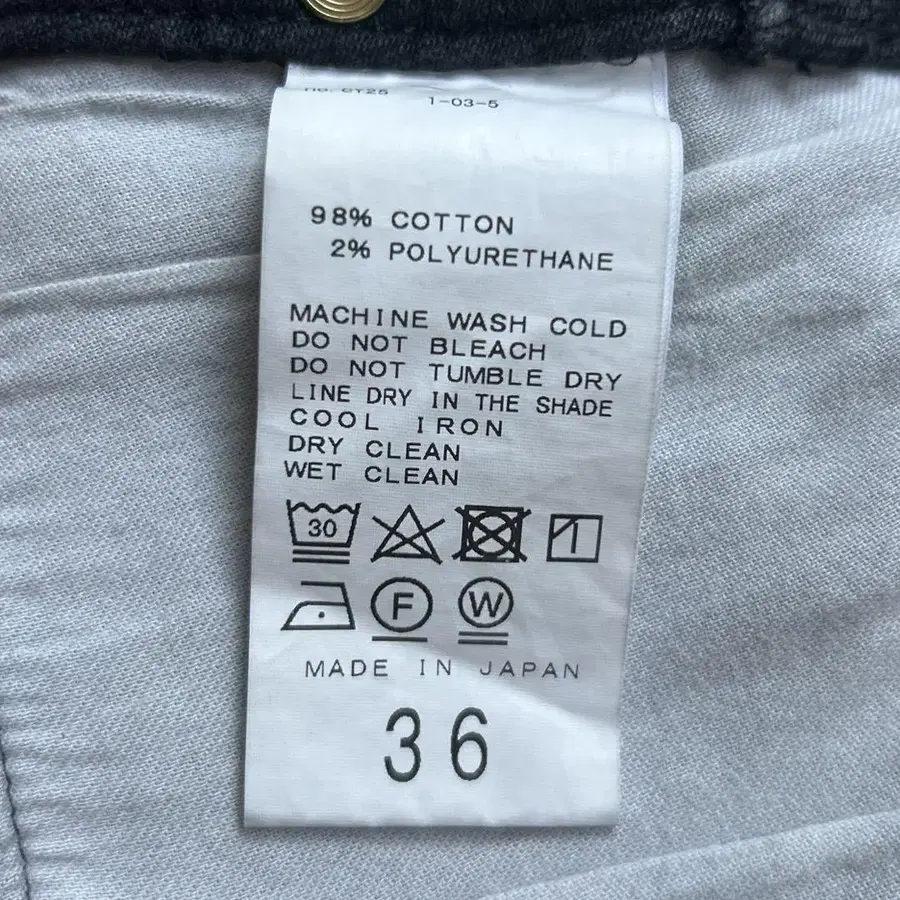 1-03-5
98% COTTON
2% POLYURETHANE
MACHINE WASH COLD
DO NOT BLEACH
DO NOT TUMBLE DRY
LINE DRY IN THE SHADE
COOL IRON
DRY CLEAN
WET CLEAN
30
F W
MADE IN JAPAN
36